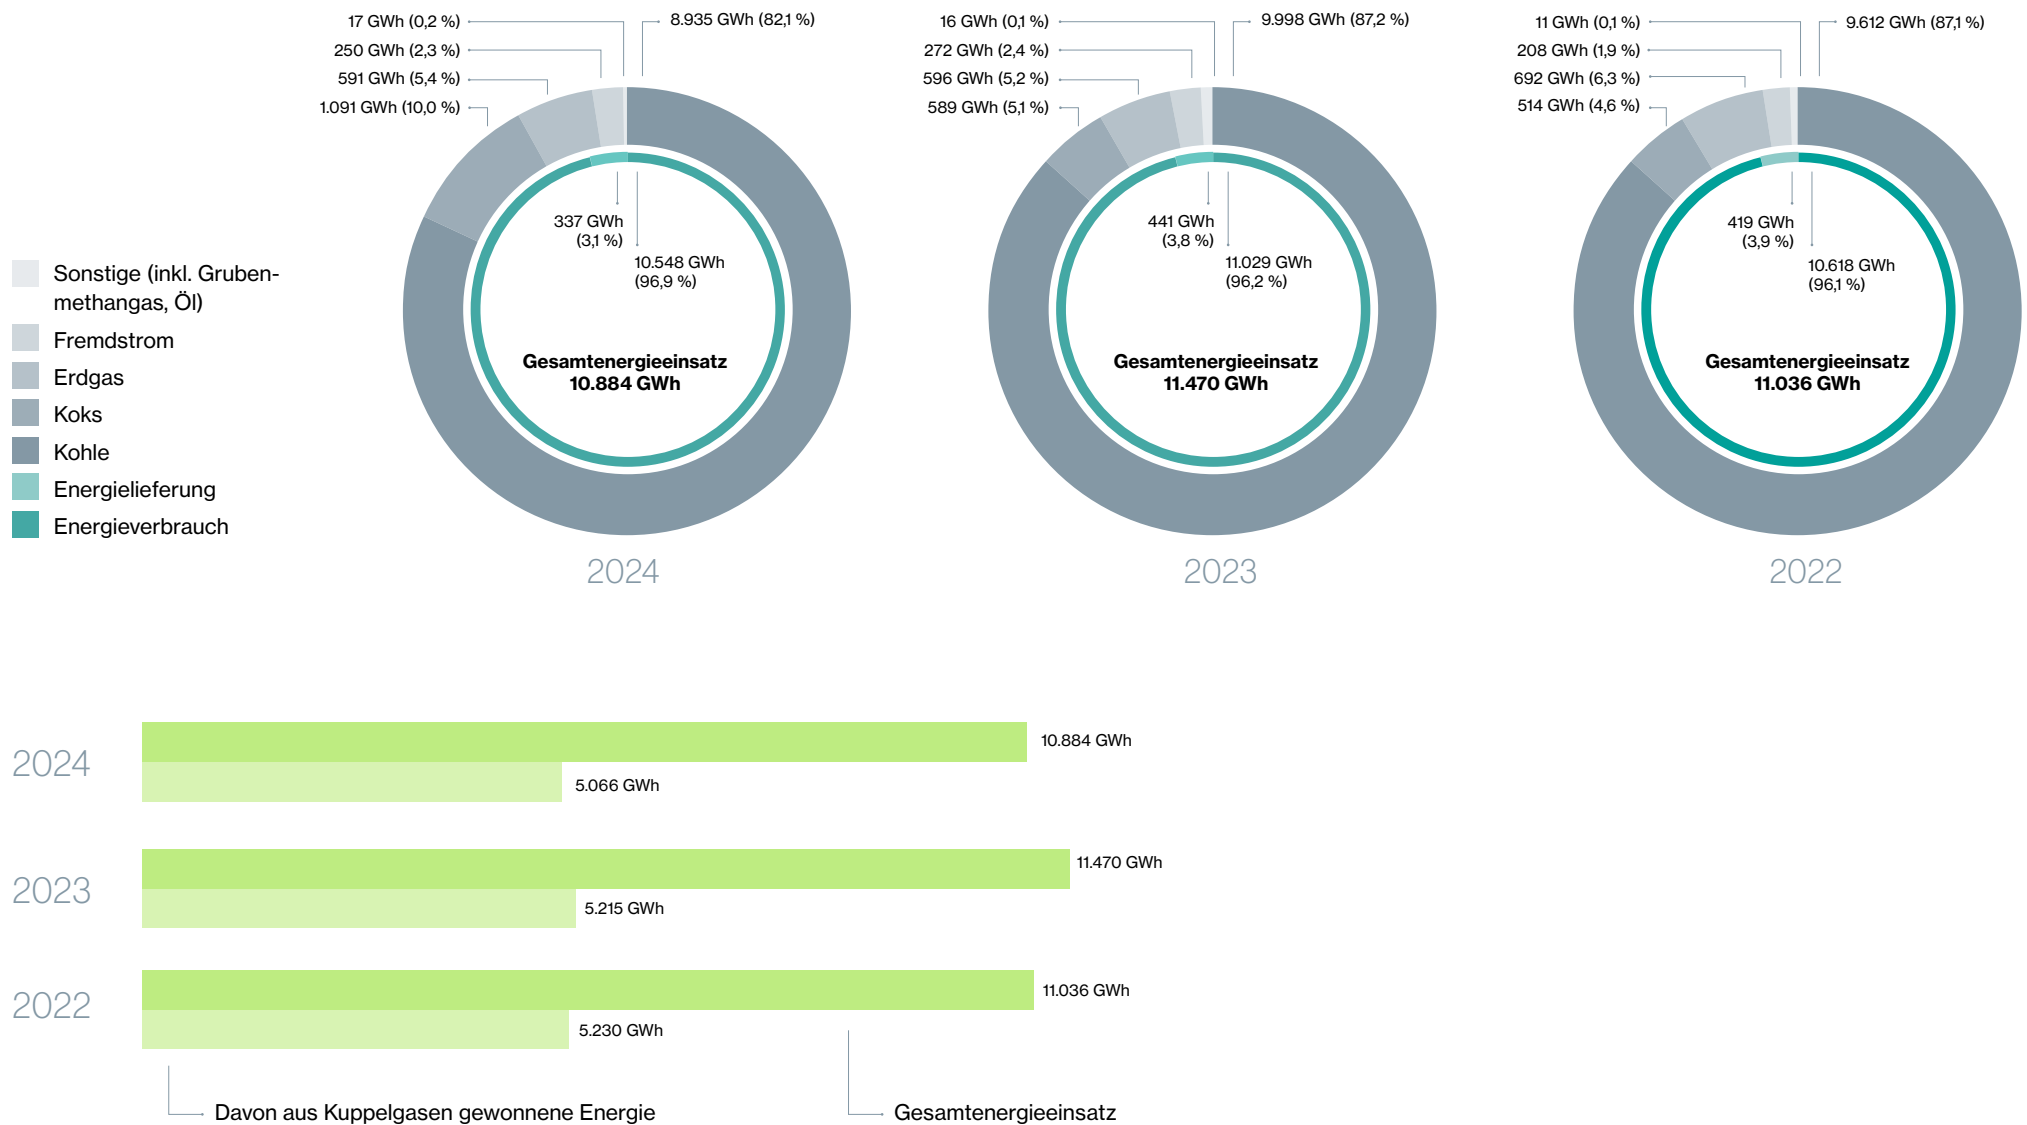 17 GWh (0,2 %)
250 GWh (2,3 %)
591 GWh (5,4 %)
1.091 GWh (10,0 %)
8.935 GWh (82,1 %)
337 GWh
(3,1 %)
10.548 GWh
(96,9 %)
Gesamtenergieeinsatz
10.884 GWh
2024
16 GWh (0,1 %)
272 GWh (2,4 %)
596 GWh (5,2 %)
589 GWh (5,1 %)
9.998 GWh (87,2 %)
441 GWh
(3,8 %)
11.029 GWh
(96,2 %)
Gesamtenergieeinsatz
11.470 GWh
2023
11 GWh (0,1 %)
208 GWh (1,9 %)
692 GWh (6,3 %)
514 GWh (4,6 %)
9.612 GWh (87,1 %)
419 GWh
(3,9 %)
10.618 GWh
(96,1 %)
Gesamtenergieeinsatz
11.036 GWh
2022
Sonstige (inkl. Gruben-
methangas, Öl)
Fremdstrom
Erdgas
Koks
Kohle
Energielieferung
Energieverbrauch
2024
10.884 GWh
5.066 GWh
2023
11.470 GWh
5.215 GWh
2022
11.036 GWh
5.230 GWh
Davon aus Kuppelgasen gewonnene Energie
Gesamtenergieeinsatz